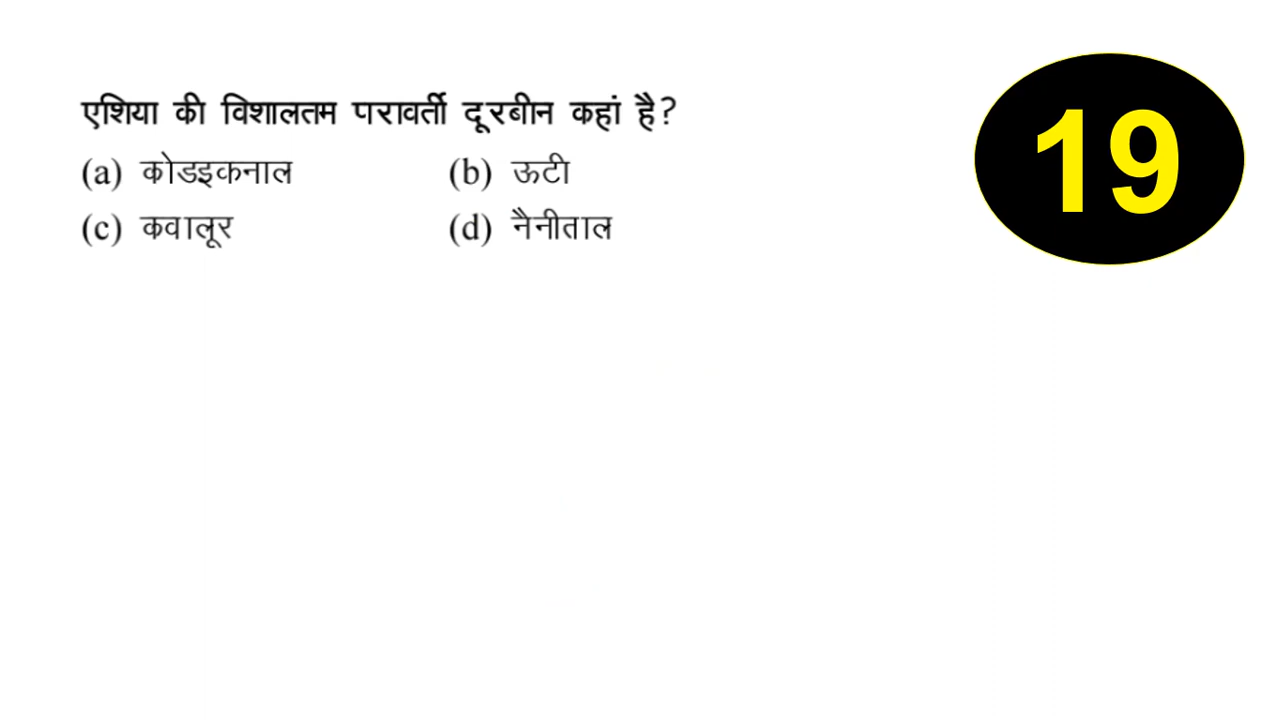 एशिया की विशालतम परावर्ती दूरबीन कहां है?
(a) कोडइकनाल (b) ऊटी
(c) कवालूर (d) नैनीताल
19